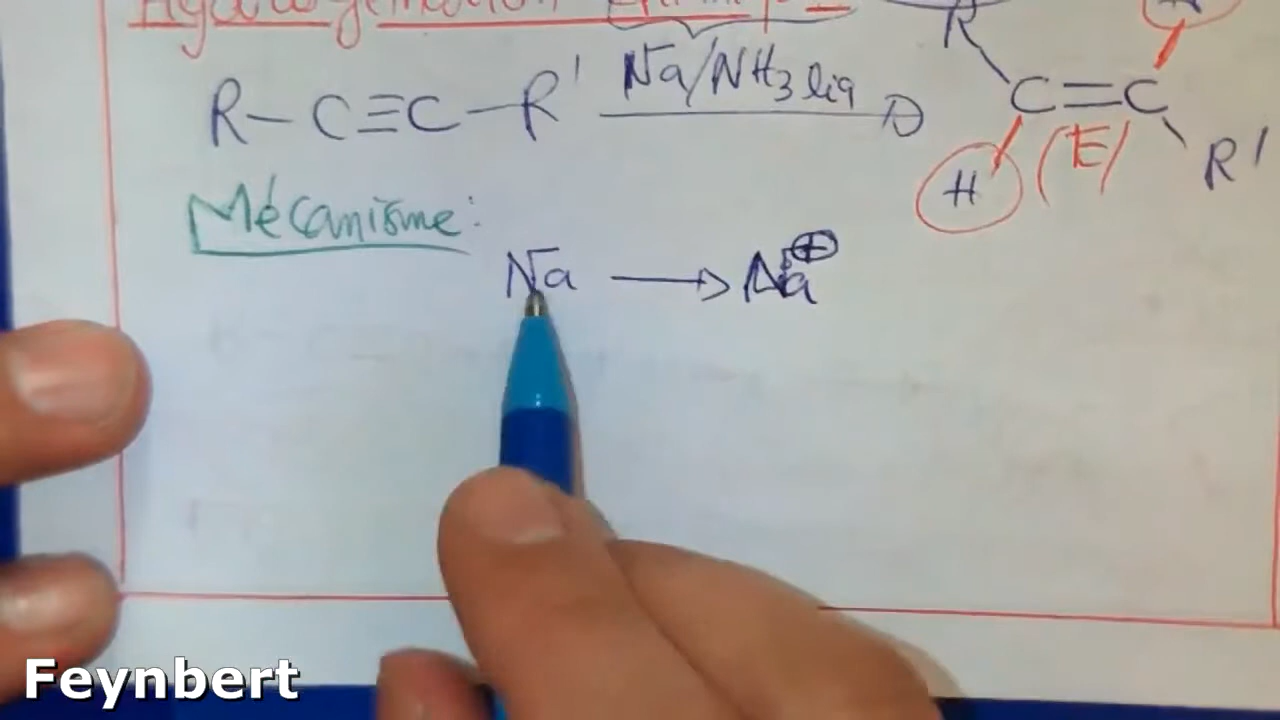 R-C≡C-R' Na/NH₃ liq → R C=C R'
H (E)
Mécanisme:
Na → Na⊕
Feynbert